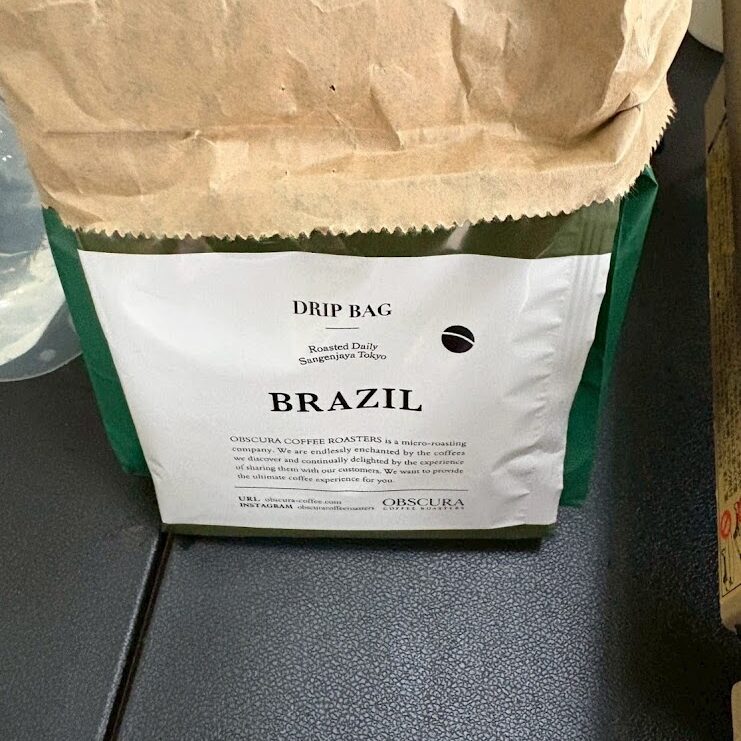 DRIP BAG
Roasted Daily
Sangenjaya Tokyo
BRAZIL
OBSCURA COFFEE ROASTERS is a micro-roasting
company. We are endlessly enchanted by the coffees
we discover and continually delighted by the experience
of sharing them with our customers. We want to provide
the ultimate coffee experience for you.
URL obscura-coffee.com
INSTAGRAM obscuracoffeeroasters
OBSCURA
COFFEE ROASTERS